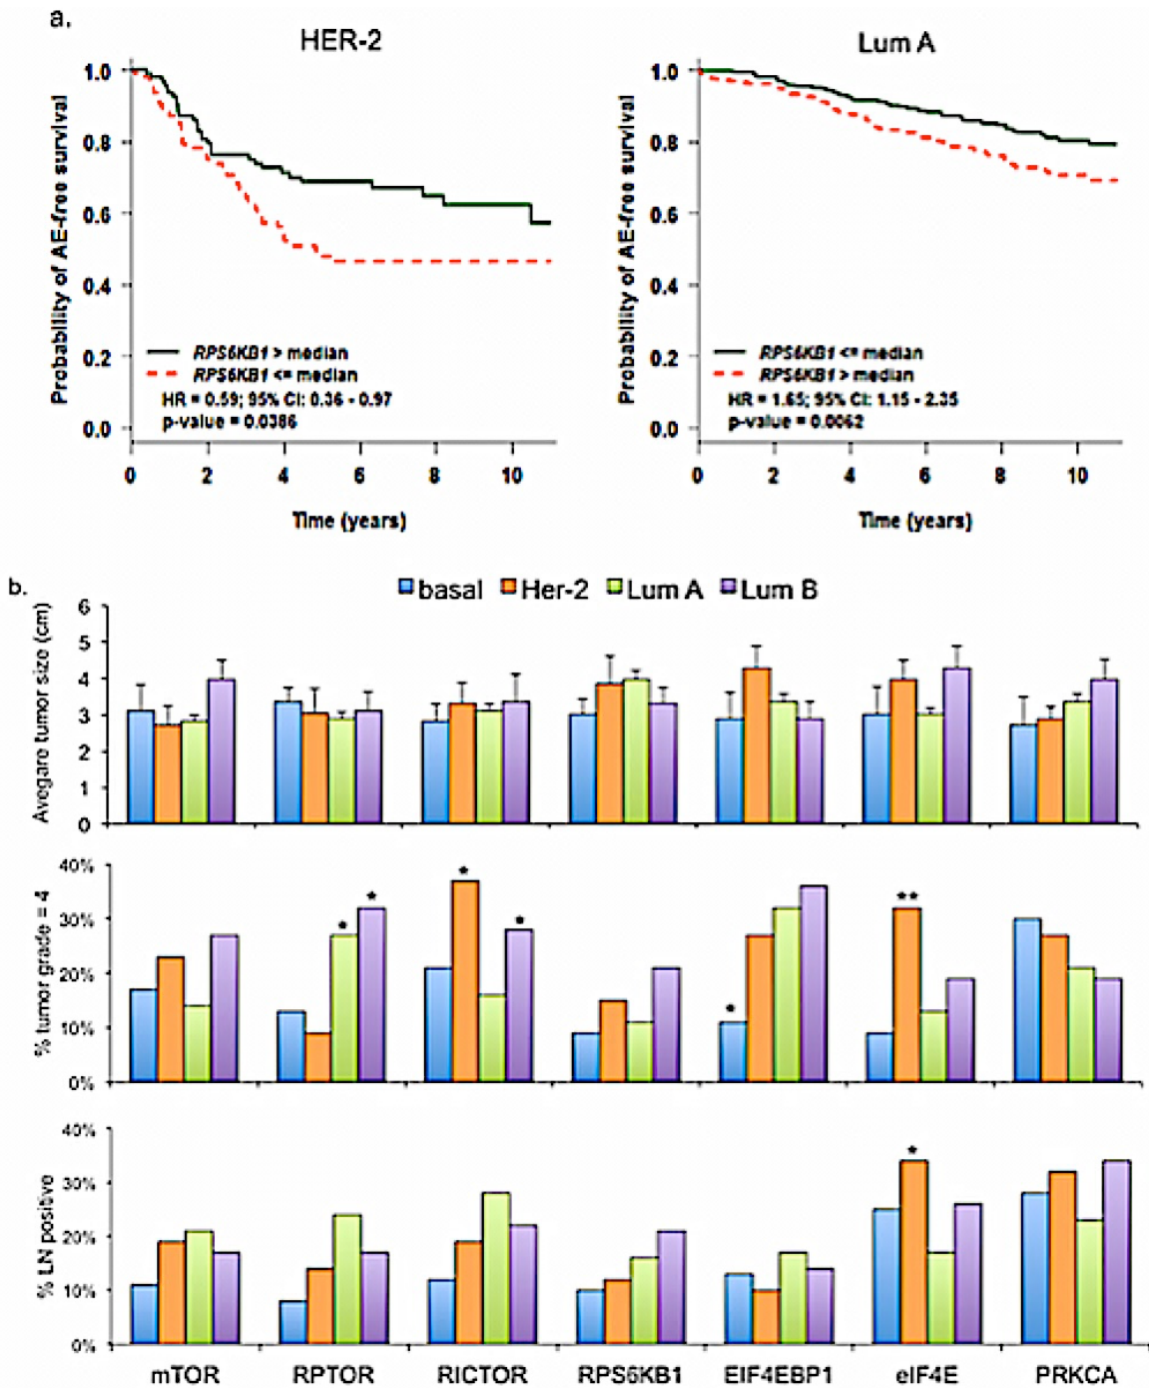 a.
HER-2
Probability of AE-free survival
1.0
0.8
0.6
0.4
0.2
0.0
RPS6KB1 > median
RPS6KB1 <= median
HR = 0.59; 95% CI: 0.36 - 0.97
p-value = 0.0386
0 2 4 6 8 10
Time (years)
Lum A
Probability of AE-free survival
1.0
0.8
0.6
0.4
0.2
0.0
RPS6KB1 <= median
RPS6KB1 > median
HR = 1.65; 95% CI: 1.15 - 2.35
p-value = 0.0062
0 2 4 6 8 10
Time (years)
b.
basal Her-2 Lum A Lum B
Avegare tumor size (cm)
6
5
4
3
2
1
0
% tumor grade = 4
40%
30%
20%
10%
0%
* * * * * **
% LN positive
40%
30%
20%
10%
0%
*
mTOR RPTOR RICTOR RPS6KB1 EIF4EBP1 eIF4E PRKCA